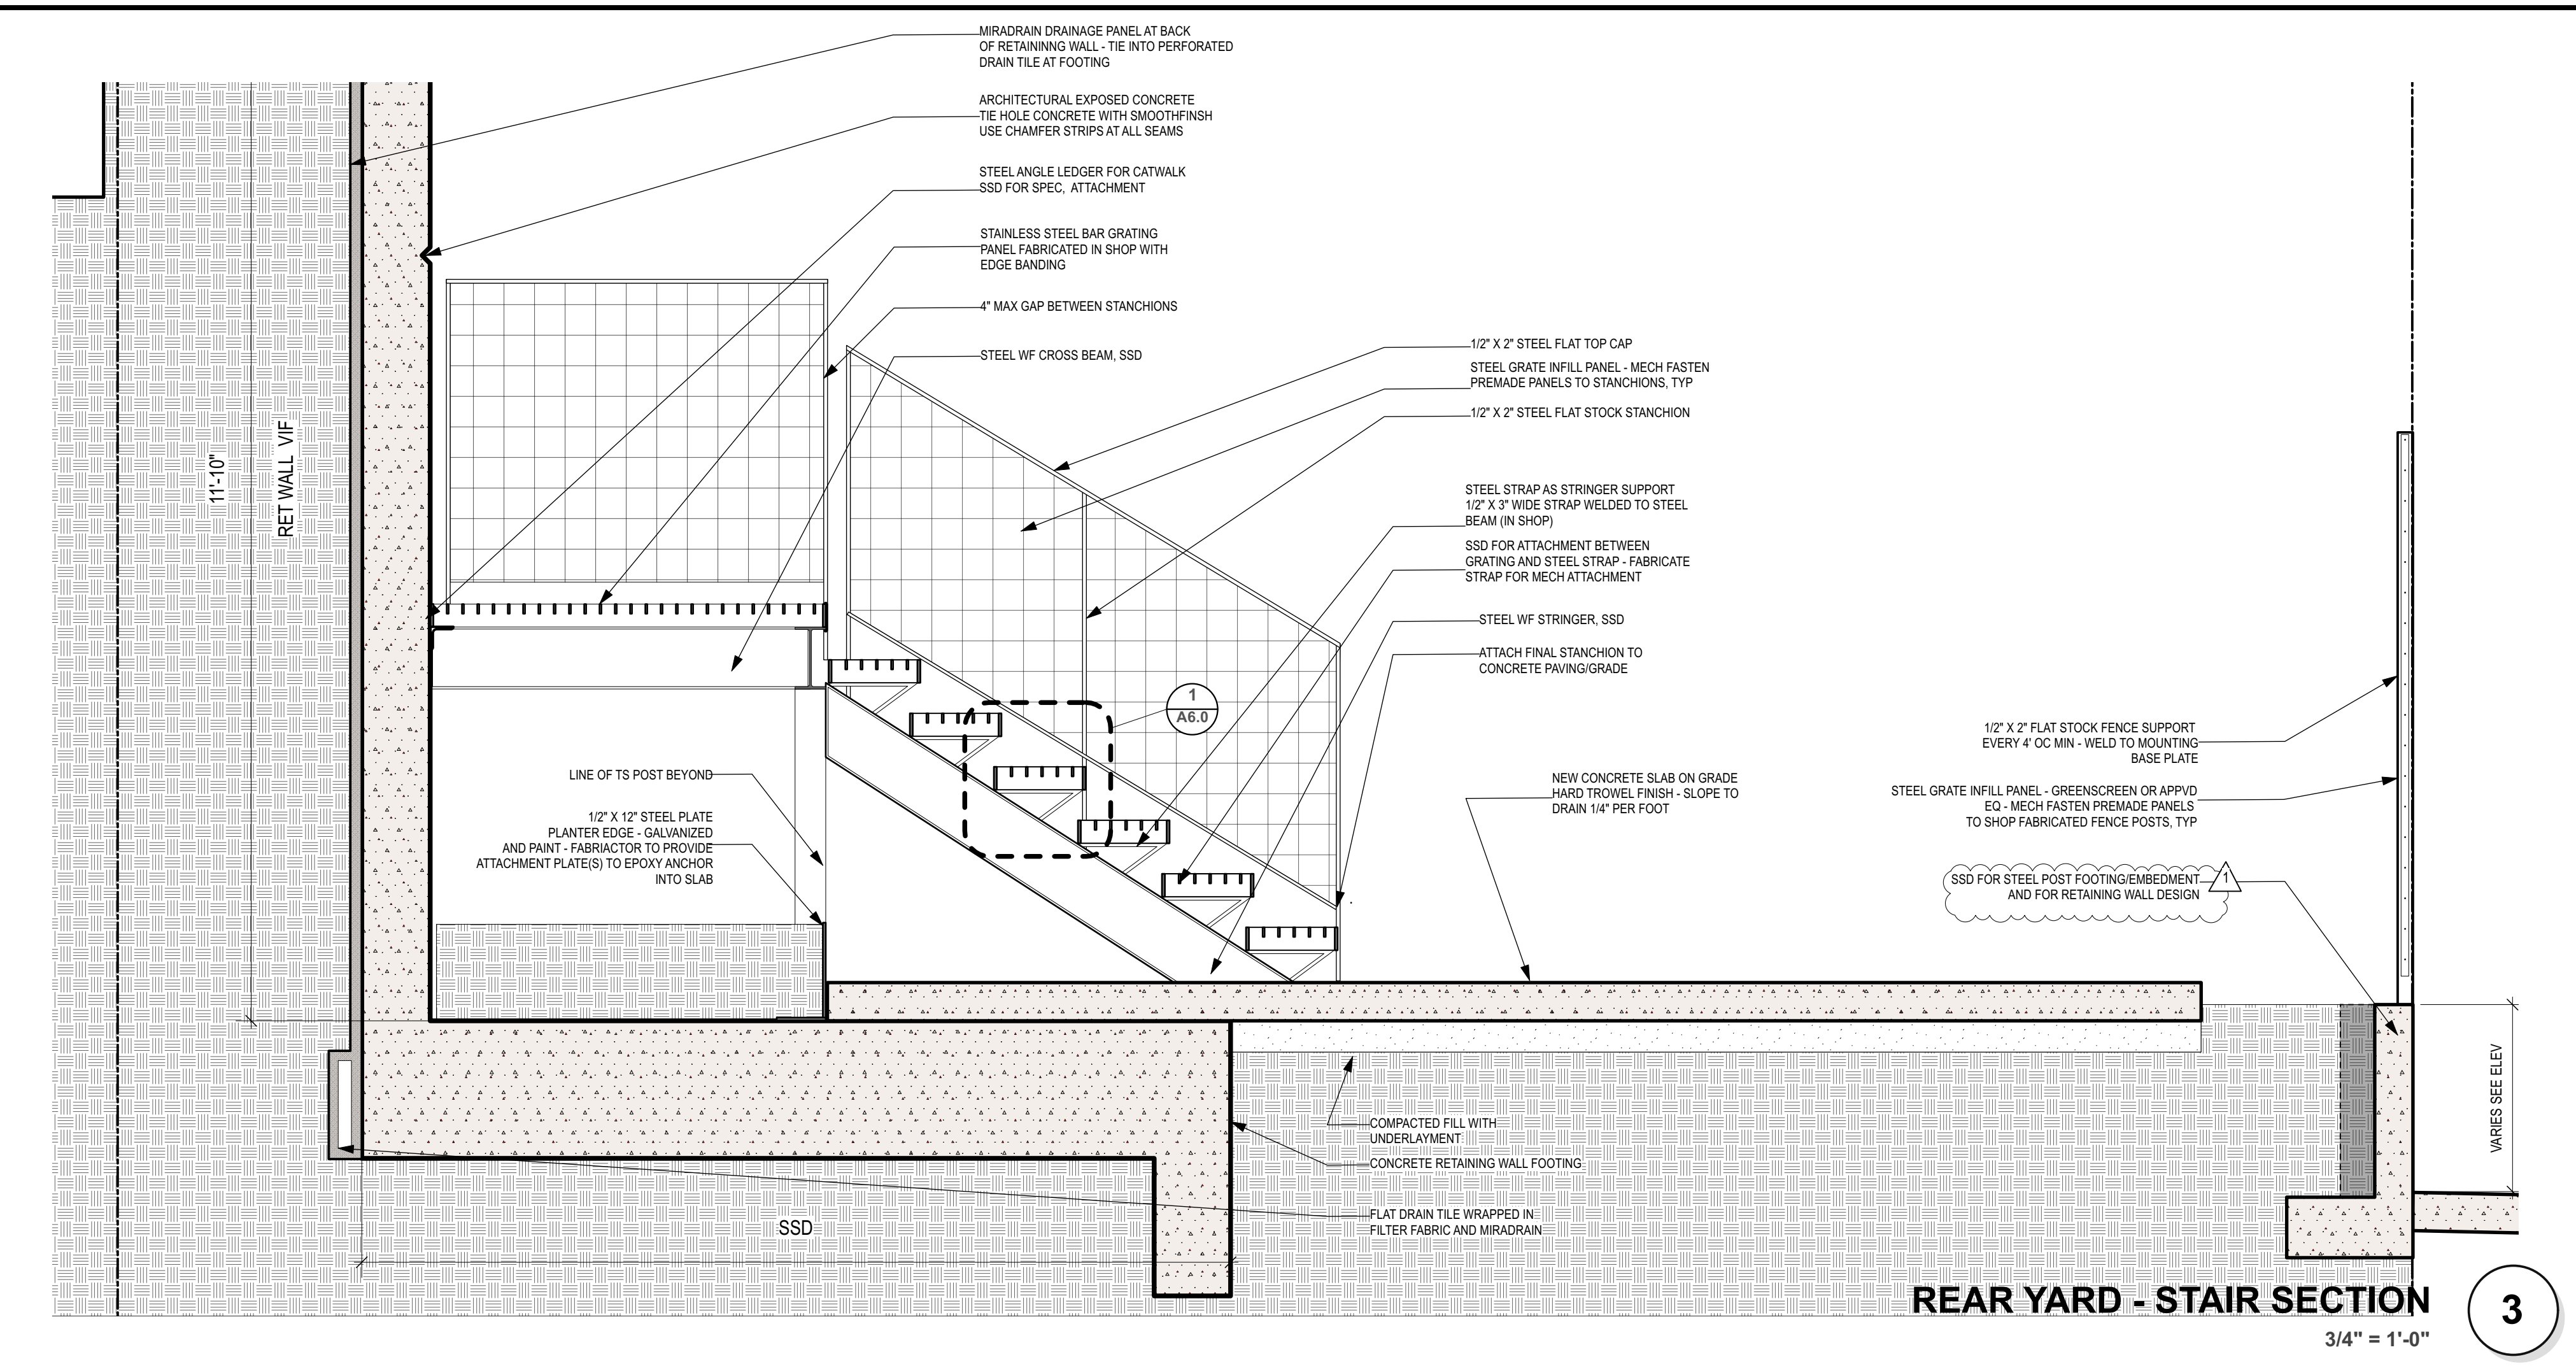 MIRADRAIN DRAINAGE PANEL AT BACK
OF RETAININNG WALL - TIE INTO PERFORATED
DRAIN TILE AT FOOTING
ARCHITECTURAL EXPOSED CONCRETE
TIE HOLE CONCRETE WITH SMOOTHFINSH
USE CHAMFER STRIPS AT ALL SEAMS
STEEL ANGLE LEDGER FOR CATWALK
SSD FOR SPEC, ATTACHMENT
STAINLESS STEEL BAR GRATING
PANEL FABRICATED IN SHOP WITH
EDGE BANDING
4" MAX GAP BETWEEN STANCHIONS
STEEL WF CROSS BEAM, SSD
1/2" X 2" STEEL FLAT TOP CAP
STEEL GRATE INFILL PANEL - MECH FASTEN
PREMADE PANELS TO STANCHIONS, TYP
1/2" X 2" STEEL FLAT STOCK STANCHION
11'-10"
RET WALL VIF
STEEL STRAP AS STRINGER SUPPORT
1/2" X 3" WIDE STRAP WELDED TO STEEL
BEAM (IN SHOP)
SSD FOR ATTACHMENT BETWEEN
GRATING AND STEEL STRAP - FABRICATE
STRAP FOR MECH ATTACHMENT
STEEL WF STRINGER, SSD
ATTACH FINAL STANCHION TO
CONCRETE PAVING/GRADE
1
A6.0
LINE OF TS POST BEYOND
1/2" X 12" STEEL PLATE
PLANTER EDGE - GALVANIZED
AND PAINT - FABRIACTOR TO PROVIDE
ATTACHMENT PLATE(S) TO EPOXY ANCHOR
INTO SLAB
NEW CONCRETE SLAB ON GRADE
HARD TROWEL FINISH - SLOPE TO
DRAIN 1/4" PER FOOT
1/2" X 2" FLAT STOCK FENCE SUPPORT
EVERY 4' OC MIN - WELD TO MOUNTING
BASE PLATE
STEEL GRATE INFILL PANEL - GREENSCREEN OR APPVD
EQ - MECH FASTEN PREMADE PANELS
TO SHOP FABRICATED FENCE POSTS, TYP
SSD FOR STEEL POST FOOTING/EMBEDMENT
AND FOR RETAINING WALL DESIGN
1
VARIES SEE ELEV
COMPACTED FILL WITH
UNDERLAYMENT
CONCRETE RETAINING WALL FOOTING
FLAT DRAIN TILE WRAPPED IN
FILTER FABRIC AND MIRADRAIN
SSD
REAR YARD - STAIR SECTION
3
3/4" = 1'-0"